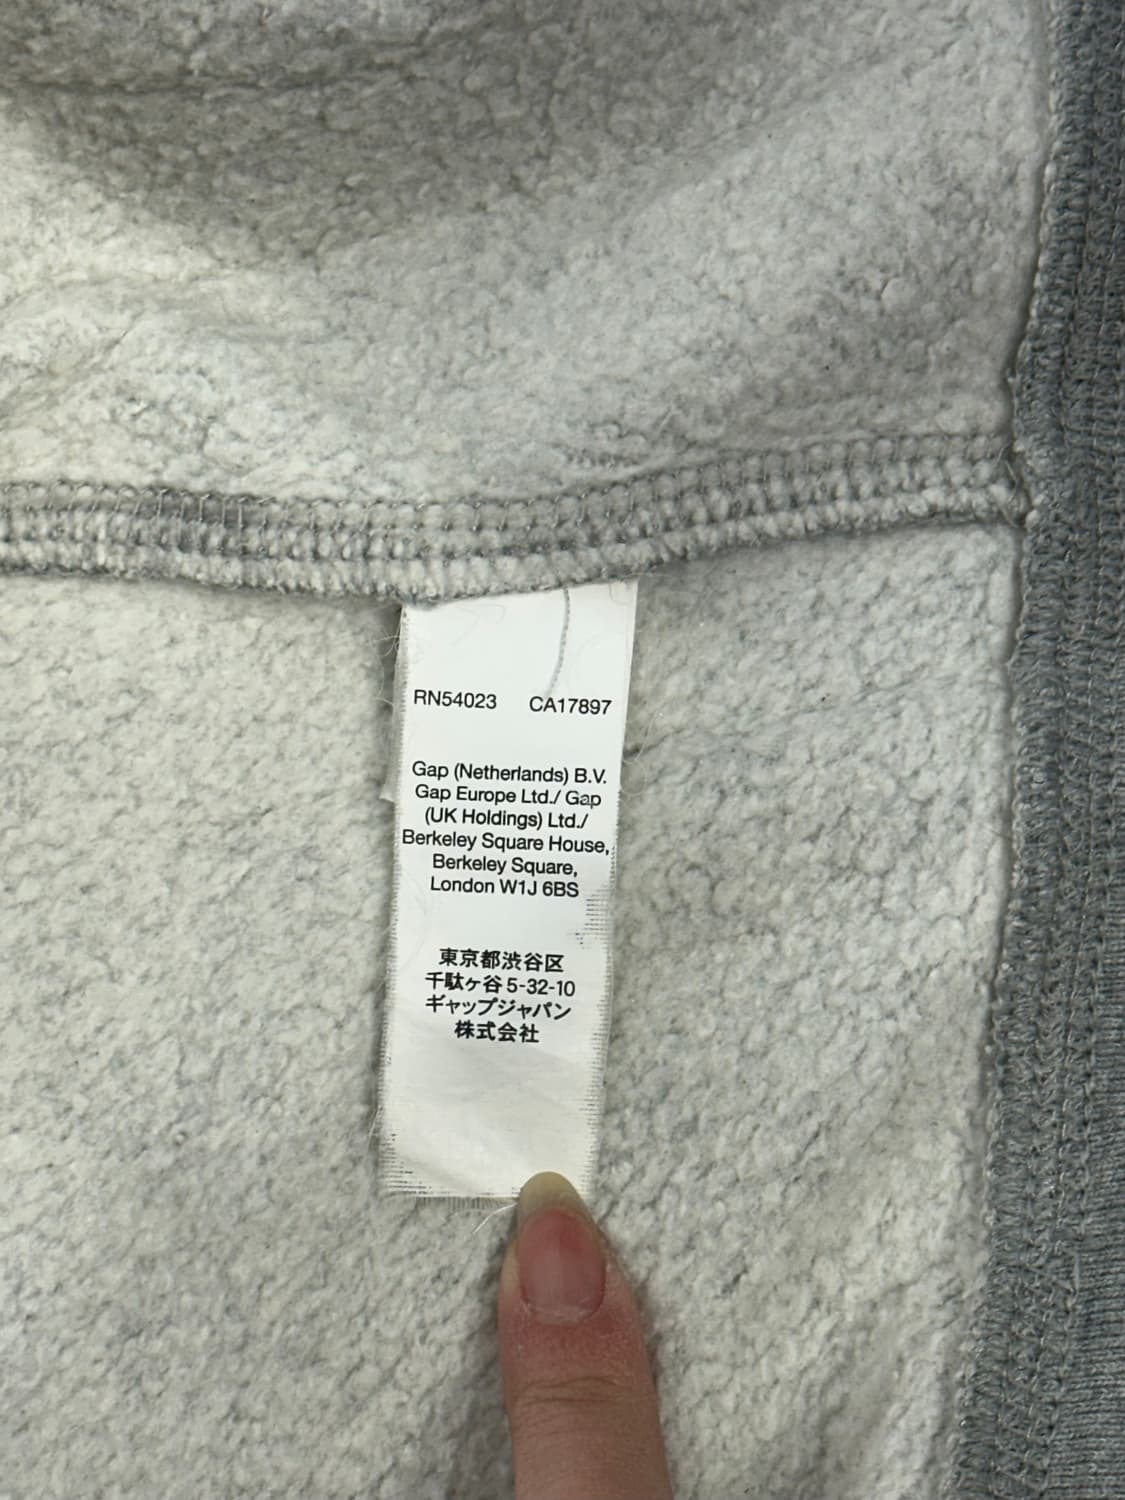 RN54023 CA17897
Gap (Netherlands) B.V.
Gap Europe Ltd./ Gap
(UK Holdings) Ltd./
Berkeley Square House,
Berkeley Square,
London W1J 6BS
東京都渋谷区
千駄ヶ谷 5-32-10
ギャップジャパン
株式会社